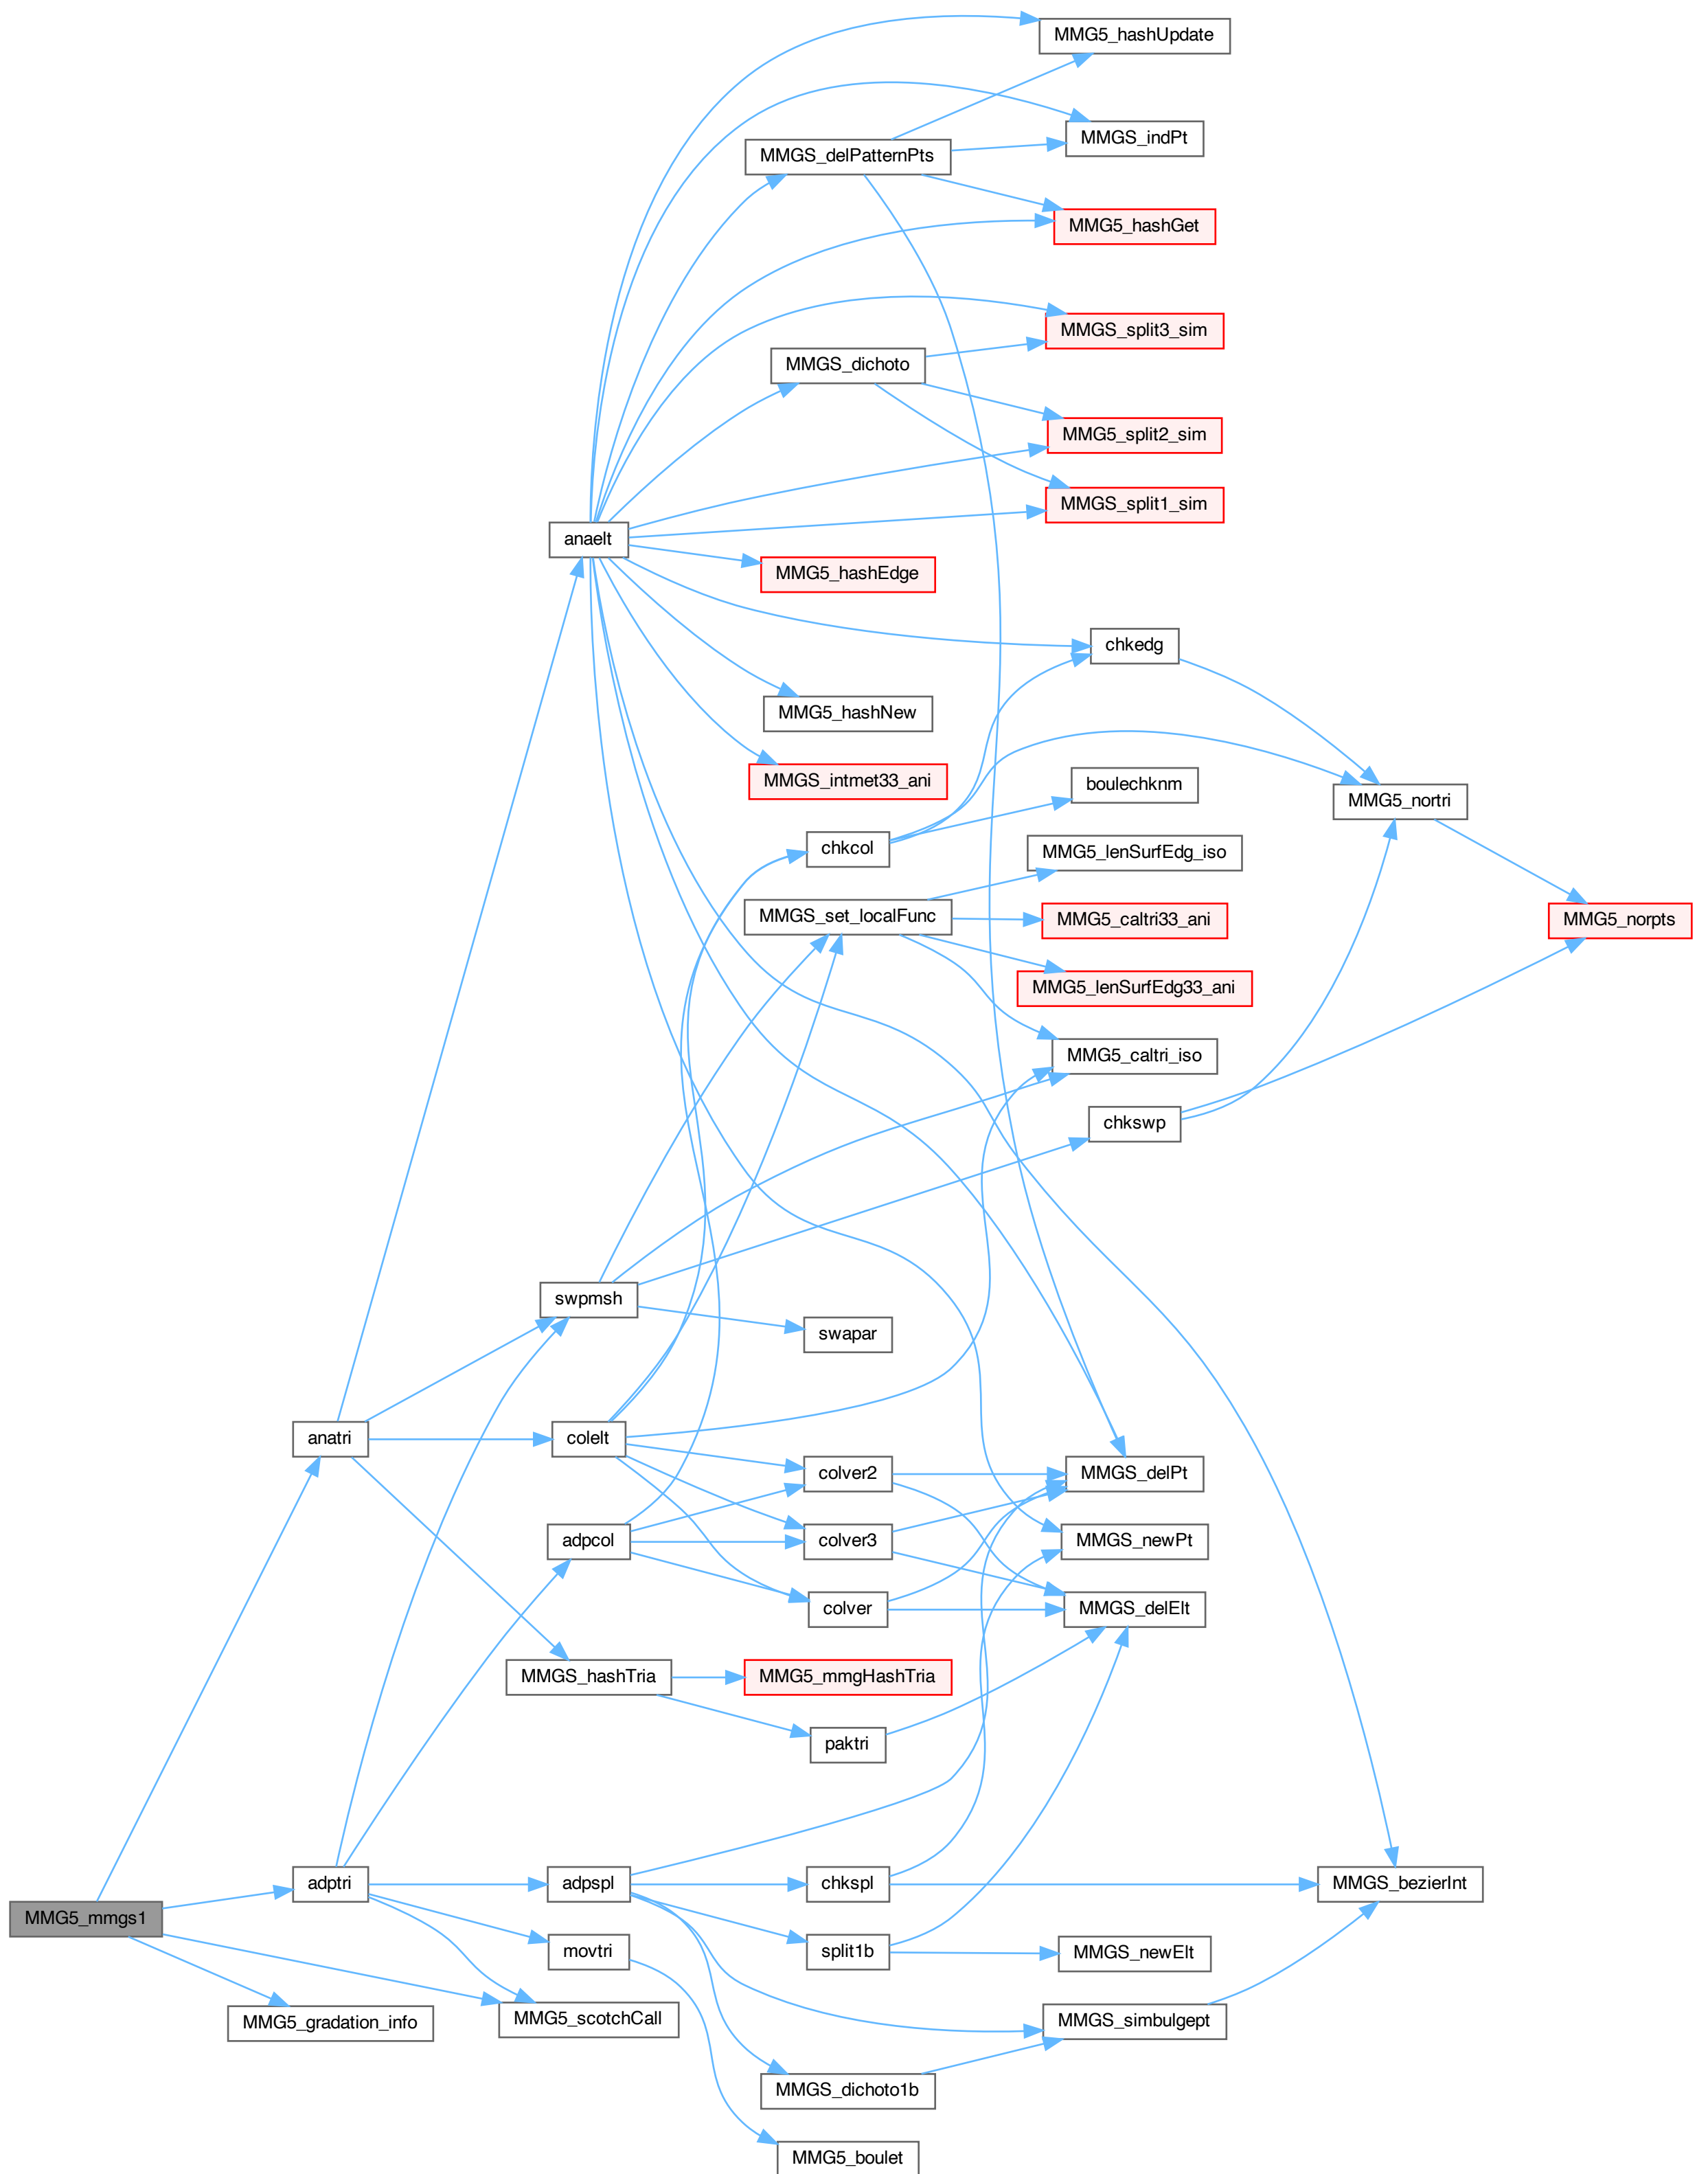 MMG5_hashUpdate
MMGS_indPt
MMGS_delPatternPts
MMG5_hashGet
MMGS_split3_sim
MMGS_dichoto
MMG5_split2_sim
MMGS_split1_sim
anaelt
MMG5_hashEdge
chkedg
MMG5_hashNew
MMGS_intmet33_ani
boulechknm
MMG5_nortri
chkcol
MMG5_lenSurfEdg_iso
MMGS_set_localFunc
MMG5_caltri33_ani
MMG5_norpts
MMG5_lenSurfEdg33_ani
MMG5_caltri_iso
chkswp
swpmsh
swapar
anatri
colelt
colver2
MMGS_delPt
adpcol
colver3
MMGS_newPt
colver
MMGS_delElt
MMGS_hashTria
MMG5_mmgHashTria
paktri
adptri
adpspl
chkspl
MMGS_bezierInt
MMG5_mmgs1
movtri
split1b
MMGS_newElt
MMG5_gradation_info
MMG5_scotchCall
MMGS_simbulgept
MMGS_dichoto1b
MMG5_boulet